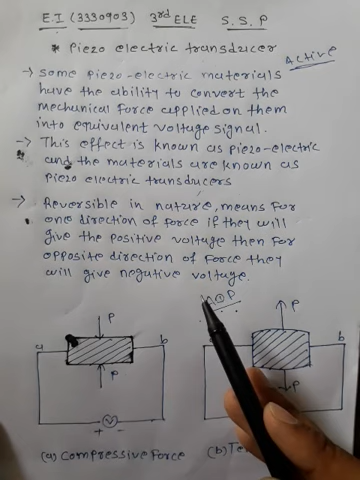 E.I (3330903) 3rd ELE S.S.P
* Piezo electric transducer
Active
→ Some piezo-electric materials
have the ability to convert the
mechanical force applied on them
into equivalent voltage signal.
→ This effect is known as piezo-electric
and the materials are known as
piezo electric transducers
→ Reversible in nature, means for
one direction of force if they will
give the positive voltage then for
opposite direction of force they
will give negative voltage.
P
P
a b
P
b
P
+ -
(a) Compressive Force (b)